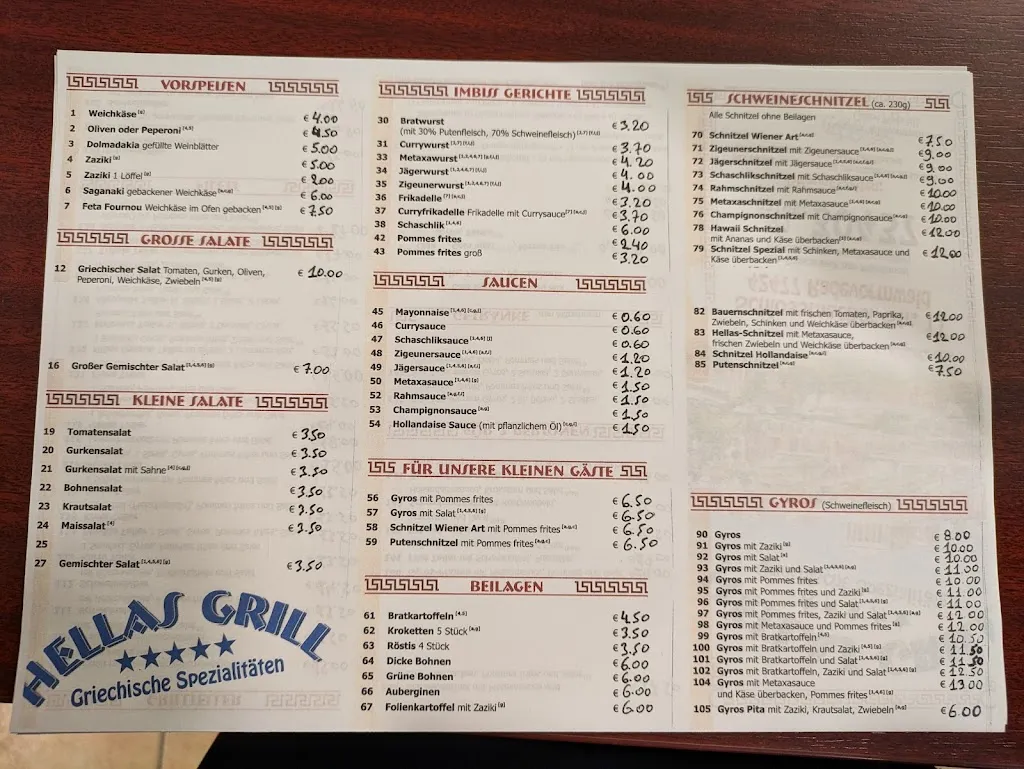 VORSPEISEN
1 Weichkäse [g] € 4.00
2 Oliven oder Peperoni [4,5] € 4.50
3 Dolmadakia gefüllte Weinblätter € 5.00
4 Zaziki [g] € 5.00
5 Zaziki 1 Löffel [g] € 2.00
6 Saganaki gebackener Weichkäse € 6.00
7 Feta Fournou Weichkäse im Ofen gebacken € 7.50
GROSSE SALATE
12 Griechischer Salat Tomaten, Gurken, Oliven,
Peperoni, Weichkäse, Zwiebeln € 10.00
16 Großer Gemischter Salat € 7.00
KLEINE SALATE
19 Tomatensalat € 3.50
20 Gurkensalat € 3.50
21 Gurkensalat mit Sahne € 3.50
22 Bohnensalat € 3.50
23 Krautsalat € 3.50
24 Maissalat [4] € 3.50
25
27 Gemischter Salat € 3.50
HELLAS GRILL
Griechische Spezialitäten
IMBISS GERICHTE
30 Bratwurst € 3.20
(mit 30% Putenfleisch, 70% Schweinefleisch)
31 Currywurst € 3.70
33 Metaxawurst € 4.20
34 Jägerwurst € 4.00
35 Zigeunerwurst € 4.00
36 Frikadelle € 3.20
37 Curryfrikadelle Frikadelle mit Currysauce € 3.70
38 Schaschlik € 6.00
42 Pommes frites € 2.40
43 Pommes frites groß € 3.20
SAUCEN
45 Mayonnaise € 0.60
46 Currysauce € 0.60
47 Schaschliksauce € 0.60
48 Zigeunersauce € 1.20
49 Jägersauce € 1.20
50 Metaxasauce € 1.50
52 Rahmsauce € 1.50
53 Champignonsauce € 1.50
54 Hollandaise Sauce (mit pflanzlichem Öl) € 1.50
FÜR UNSERE KLEINEN GÄSTE
56 Gyros mit Pommes frites € 6.50
57 Gyros mit Salat € 6.50
58 Schnitzel Wiener Art mit Pommes frites € 6.50
59 Putenschnitzel mit Pommes frites € 6.50
BEILAGEN
61 Bratkartoffeln [4,5] € 4.50
62 Kroketten 5 Stück € 3.50
63 Röstis 4 Stück € 3.50
64 Dicke Bohnen € 6.00
65 Grüne Bohnen € 6.00
66 Auberginen € 6.00
67 Folienkartoffel mit Zaziki [g] € 6.00
SCHWEINESCHNITZEL (ca. 230g)
Alle Schnitzel ohne Beilagen
70 Schnitzel Wiener Art € 7.50
71 Zigeunerschnitzel mit Zigeunersauce € 9.00
72 Jägerschnitzel mit Jägersauce € 9.00
73 Schaschlikschnitzel mit Schaschliksauce € 9.00
74 Rahmschnitzel mit Rahmsauce € 10.00
75 Metaxaschnitzel mit Metaxasauce € 10.00
76 Champignonschnitzel mit Champignonsauce € 10.00
78 Hawaii Schnitzel € 12.00
mit Ananas und Käse überbacken
79 Schnitzel Spezial mit Schinken, Metaxasauce und € 12.00
Käse überbacken
82 Bauernschnitzel mit frischen Tomaten, Paprika, € 12.00
Zwiebeln, Schinken und Weichkäse überbacken
83 Hellas-Schnitzel mit Metaxasauce, € 12.00
frischen Zwiebeln und Weichkäse überbacken
84 Schnitzel Hollandaise € 10.00
85 Putenschnitzel € 7.50
GYROS (Schweinefleisch)
90 Gyros € 8.00
91 Gyros mit Zaziki [g] € 10.00
92 Gyros mit Salat € 10.00
93 Gyros mit Zaziki und Salat € 11.00
94 Gyros mit Pommes frites € 10.00
95 Gyros mit Pommes frites und Zaziki [g] € 11.00
96 Gyros mit Pommes frites und Salat € 11.00
97 Gyros mit Pommes frites, Zaziki und Salat € 12.00
98 Gyros mit Metaxasauce und Pommes frites € 12.00
99 Gyros mit Bratkartoffeln € 10.50
100 Gyros mit Bratkartoffeln und Zaziki € 11.50
101 Gyros mit Bratkartoffeln und Salat € 11.50
102 Gyros mit Bratkartoffeln, Zaziki und Salat € 12.50
104 Gyros mit Metaxasauce € 13.00
und Käse überbacken, Pommes frites
105 Gyros Pita mit Zaziki, Krautsalat, Zwiebeln € 6.00